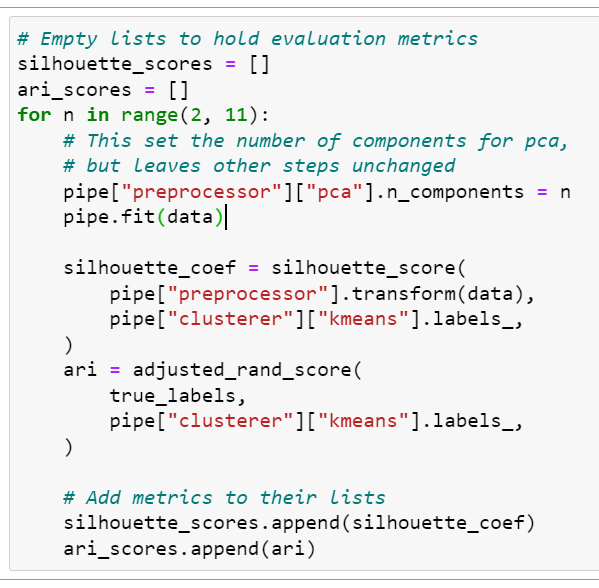 # Empty lists to hold evaluation metrics
silhouette_scores = []
ari_scores = []
for n in range(2, 11):
    # This set the number of components for pca,
    # but leaves other steps unchanged
    pipe["preprocessor"]["pca"].n_components = n
    pipe.fit(data)
    silhouette_coef = silhouette_score(
        pipe["preprocessor"].transform(data),
        pipe["clusterer"]["kmeans"].labels_,
    )
    ari = adjusted_rand_score(
        true_labels,
        pipe["clusterer"]["kmeans"].labels_,
    )
    # Add metrics to their lists
    silhouette_scores.append(silhouette_coef)
    ari_scores.append(ari)